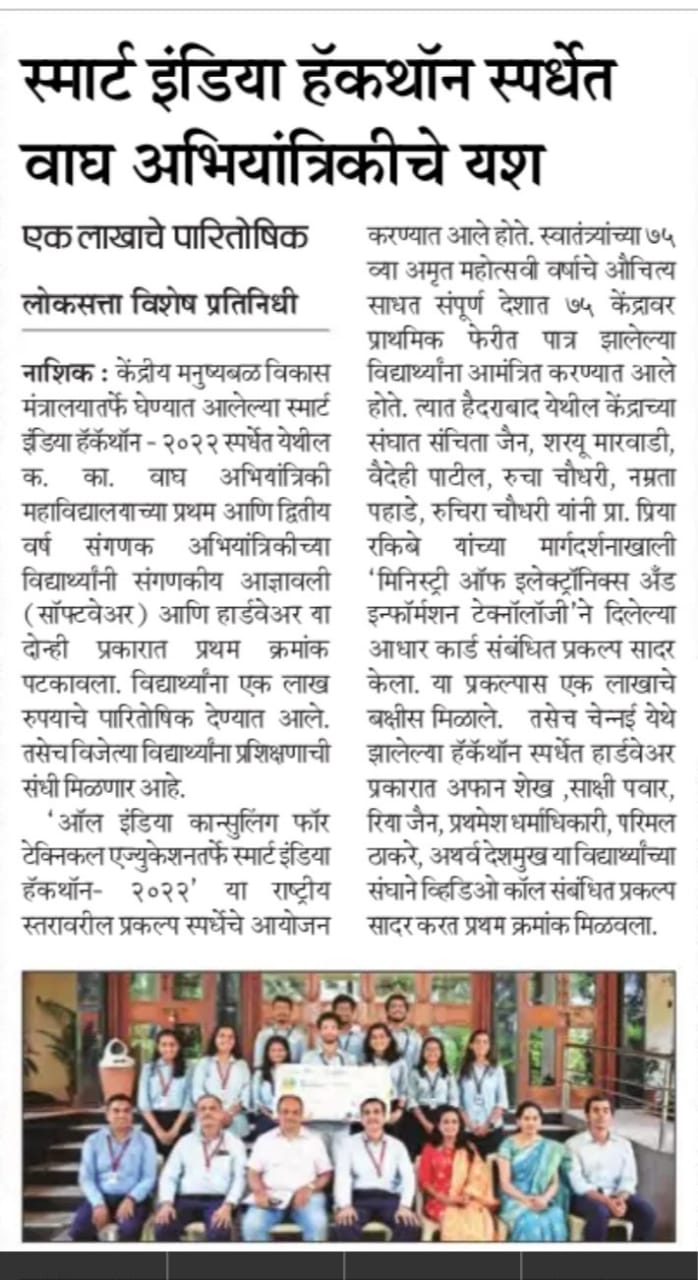 स्मार्ट इंडिया हॅकथॉन स्पर्धेत
वाघ अभियांत्रिकीचे यश
एक लाखाचे पारितोषिक
लोकसत्ता विशेष प्रतिनिधी
नाशिक : केंद्रीय मनुष्यबळ विकास
मंत्रालयातर्फे घेण्यात आलेल्या स्मार्ट
इंडिया हॅकॅथॉन - २०२२ स्पर्धेत येथील
क. का. वाघ अभियांत्रिकी
महाविद्यालयाच्या प्रथम आणि द्वितीय
वर्ष संगणक अभियांत्रिकीच्या
विद्यार्थ्यांनी संगणकीय आज्ञावली
(सॉफ्टवेअर) आणि हार्डवेअर या
दोन्ही प्रकारात प्रथम क्रमांक
पटकावला. विद्यार्थ्यांना एक लाख
रुपयाचे पारितोषिक देण्यात आले.
तसेच विजेत्या विद्यार्थ्यांना प्रशिक्षणाची
संधी मिळणार आहे.
‘ऑल इंडिया कान्सुलिंग फॉर
टेक्निकल एज्युकेशनतर्फे स्मार्ट इंडिया
हॅकथॉन- २०२२’ या राष्ट्रीय
स्तरावरील प्रकल्प स्पर्धेचे आयोजन
करण्यात आले होते. स्वातंत्र्यांच्या ७५
व्या अमृत महोत्सवी वर्षाचे औचित्य
साधत संपूर्ण देशात ७५ केंद्रावर
प्राथमिक फेरीत पात्र झालेल्या
विद्यार्थ्यांना आमंत्रित करण्यात आले
होते. त्यात हैदराबाद येथील केंद्राच्या
संघात संचिता जैन, शरयू मारवाडी,
वैदेही पाटील, रुचा चौधरी, नम्रता
पहाडे, रुचिरा चौधरी यांनी प्रा. प्रिया
रकिबे यांच्या मार्गदर्शनाखाली
‘मिनिस्ट्री ऑफ इलेक्ट्रॉनिक्स अँड
इन्फॉर्मशन टेक्नॉलॉजी’ने दिलेल्या
आधार कार्ड संबंधित प्रकल्प सादर
केला. या प्रकल्पास एक लाखाचे
बक्षीस मिळाले. तसेच चेन्नई येथे
झालेल्या हॅकॅथॉन स्पर्धेत हार्डवेअर
प्रकारात अफान शेख ,साक्षी पवार,
रिया जैन, प्रथमेश धर्माधिकारी, परिमल
ठाकरे, अथर्व देशमुख या विद्यार्थ्यांच्या
संघाने व्हिडिओ कॉल संबंधित प्रकल्प
सादर करत प्रथम क्रमांक मिळवला.